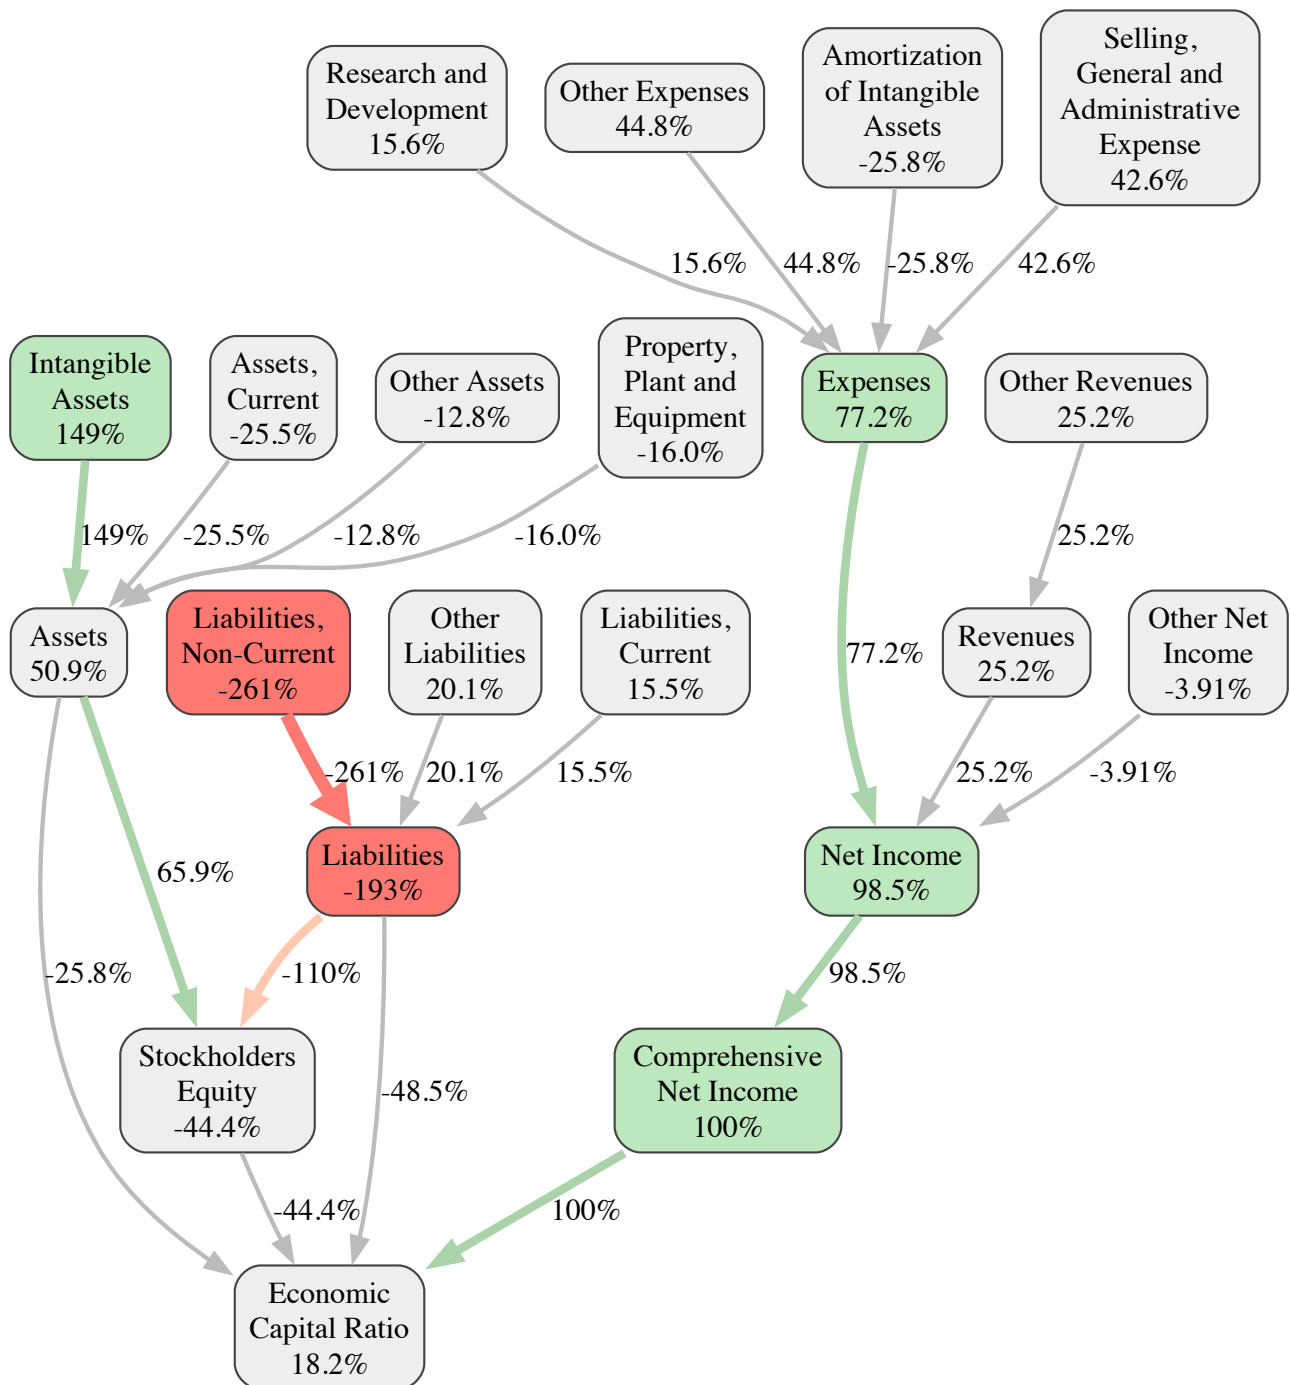 Research and
Development
15.6%
Other Expenses
44.8%
Amortization
of Intangible
Assets
-25.8%
Selling,
General and
Administrative
Expense
42.6%
15.6%
44.8%
-25.8%
42.6%
Intangible
Assets
149%
Assets,
Current
-25.5%
Other Assets
-12.8%
Property,
Plant and
Equipment
-16.0%
Expenses
77.2%
Other Revenues
25.2%
149%
-25.5%
-12.8%
-16.0%
25.2%
Assets
50.9%
Liabilities,
Non-Current
-261%
Other
Liabilities
20.1%
Liabilities,
Current
15.5%
77.2%
Revenues
25.2%
Other Net
Income
-3.91%
-261%
20.1%
15.5%
25.2%
-3.91%
65.9%
Liabilities
-193%
Net Income
98.5%
-25.8%
-110%
98.5%
Stockholders
Equity
-44.4%
-48.5%
Comprehensive
Net Income
100%
-44.4%
100%
Economic
Capital Ratio
18.2%